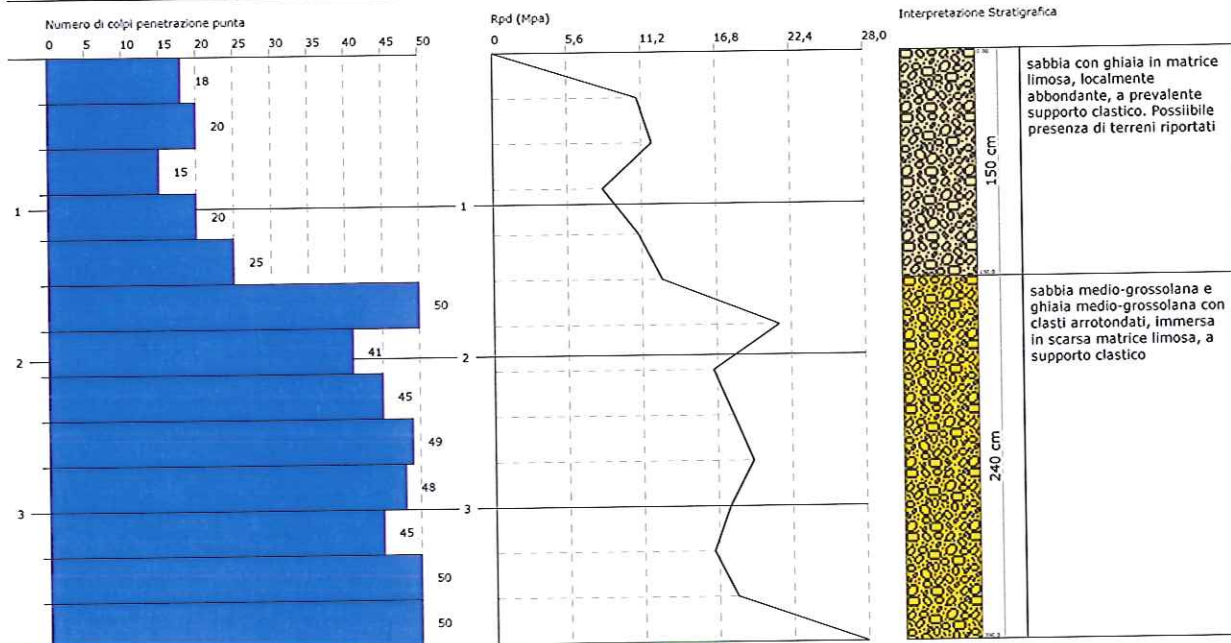 Numero di colpi penetrazione punta
0 5 10 15 20 25 30 35 40 45 50
18
20
15
1
20
25
50
41
2
45
49
48
3
45
50
50
Rpd (Mpa)
0 5,6 11,2 16,8 22,4 28,0
1
2
3
Interpretazione Stratigrafica
150 cm
sabbia con ghiaia in matrice
limosa, localmente
abbondante, a prevalente
supporto clastico. Possiibile
presenza di terreni riportati
240 cm
sabbia medio-grossolana e
ghiaia medio-grossolana con
clasti arrotondati, immersa
in scarsa matrice limosa, a
supporto clastico